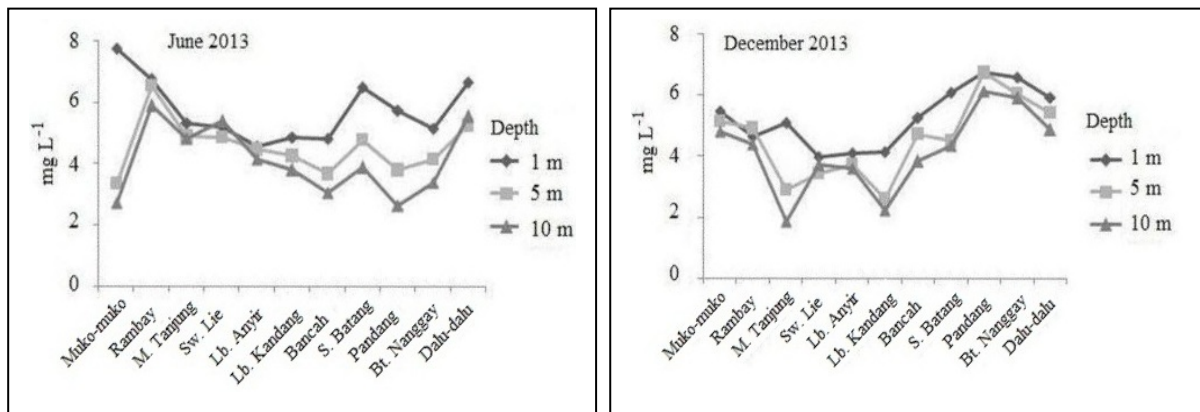 June 2013
8
6
4
2
0
mg L⁻¹
Muko-muko
Rambay
M. Tanjung
Sw. Lie
Lb. Anyir
Lb. Kandang
Bancah
S. Batang
Pandang
Bt. Nanggay
Dalu-dalu
Depth
1 m
5 m
10 m
December 2013
8
6
4
2
0
mg L⁻¹
Muko-muko
Rambay
M. Tanjung
Sw. Lie
Lb. Anyir
Lb. Kandang
Bancah
S. Batang
Pandang
Bt. Nanggay
Dalu-dalu
Depth
1 m
5 m
10 m